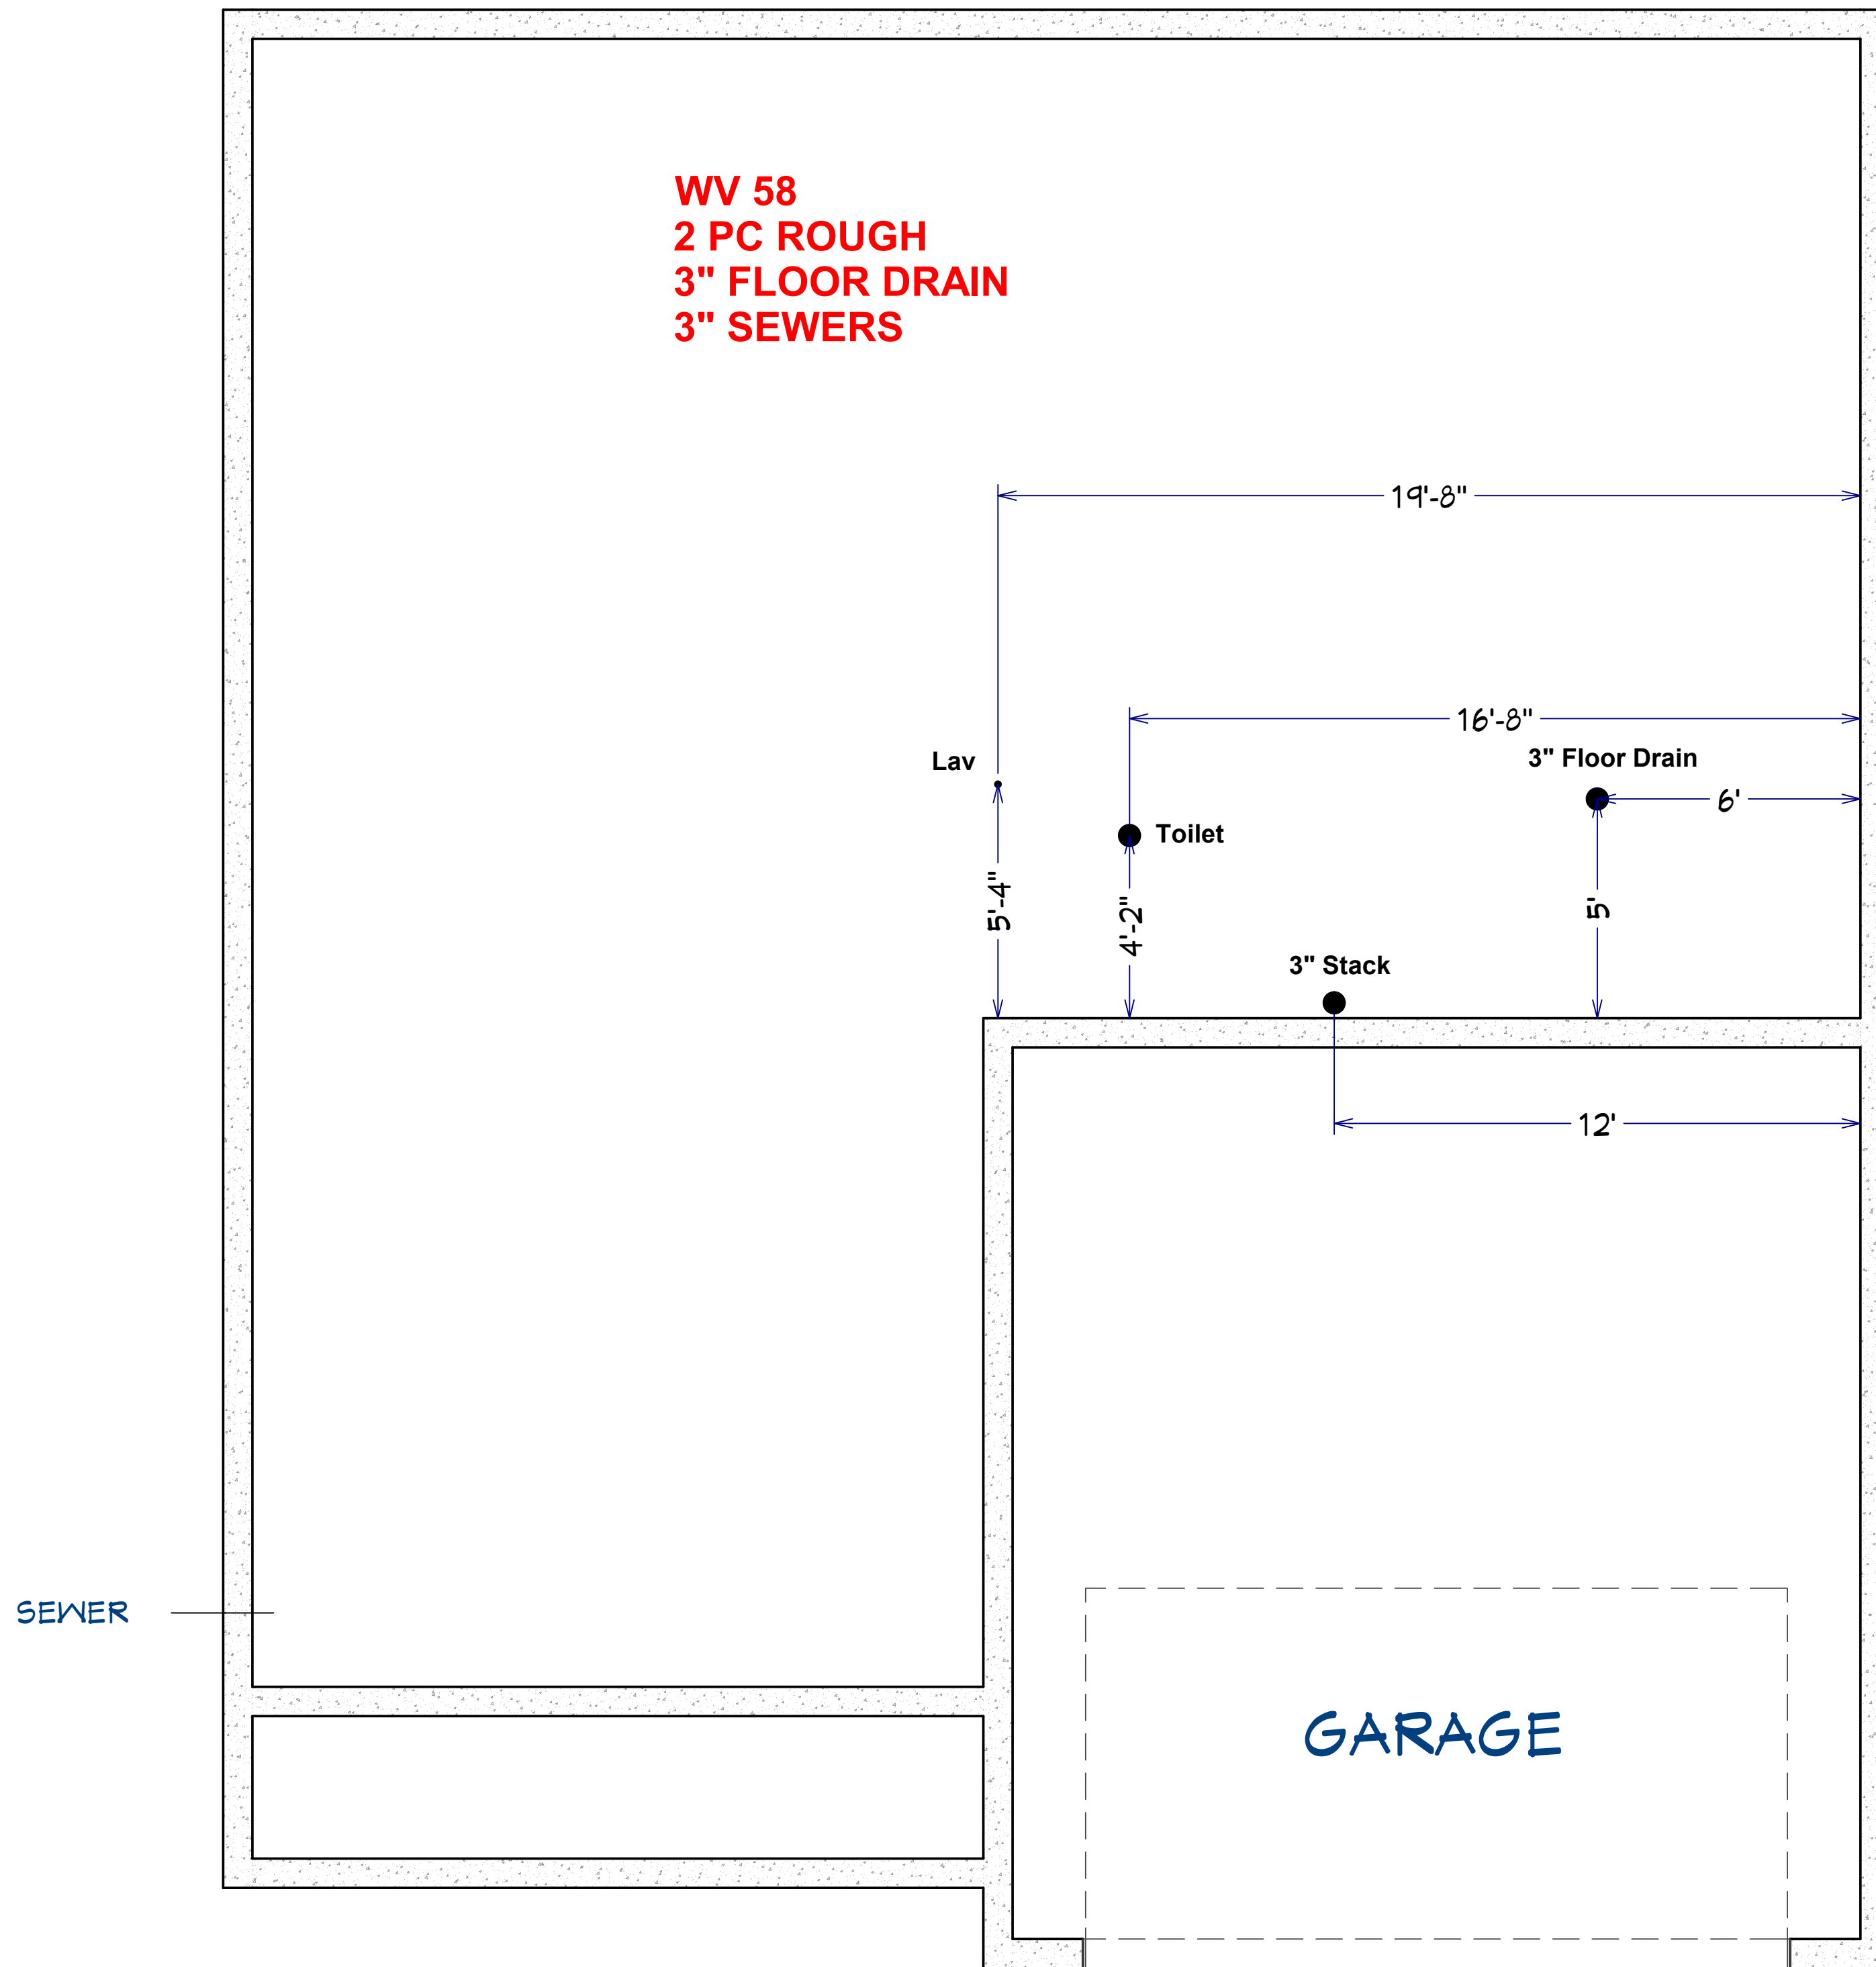 WV 58
2 PC ROUGH
3" FLOOR DRAIN
3" SEWERS
19'-8"
16'-8"
3" Floor Drain
Lav
6'
Toilet
5'-4"
4'-2"
5'
3" Stack
12'
SEWER
GARAGE